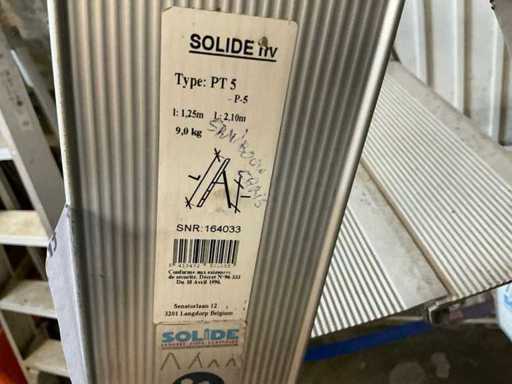 SOLIDE nv
Type: PT 5
- P-5
l: 1,25m L: 2,10m
9,0 kg
L
SNR: 164033
Conforme aux exigences
de sécurité. Décret N° 96-333
Du 10 Avril 1996.
Senatorlaan 12
3201 Langdorp Belgium
SOLIDE